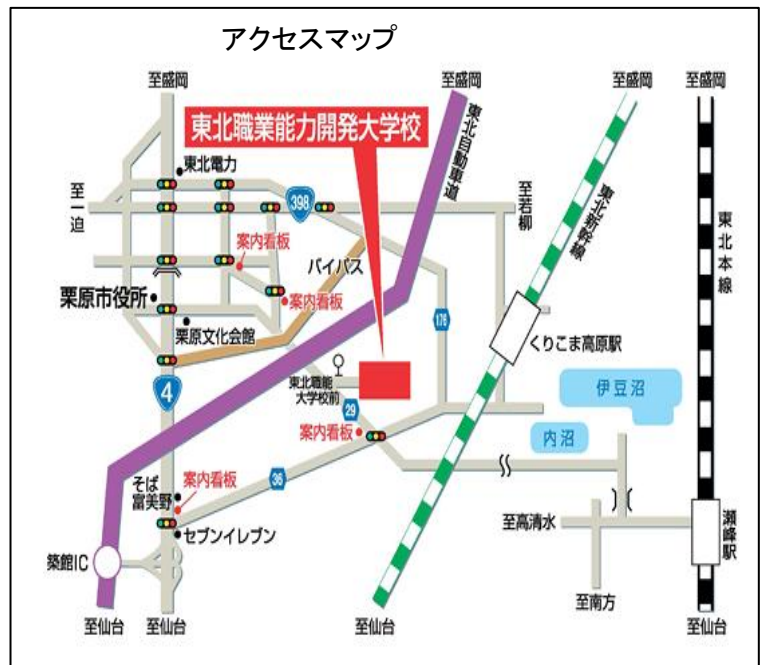 アクセスマップ
至盛岡
至盛岡
至盛岡
至盛岡
東北職業能力開発大学校
東北自動車道
東北電力
至一迫
398
至若柳
東北新幹線
東北本線
案内看板
バイパス
栗原市役所
案内看板
栗原文化会館
176
くりこま高原駅
4
東北職能
大学校前
29
伊豆沼
案内看板
内沼
36
そば
富美野
案内看板
セブンイレブン
至高清水
瀬峰駅
築館IC
至南方
至仙台
至仙台
至仙台
至仙台